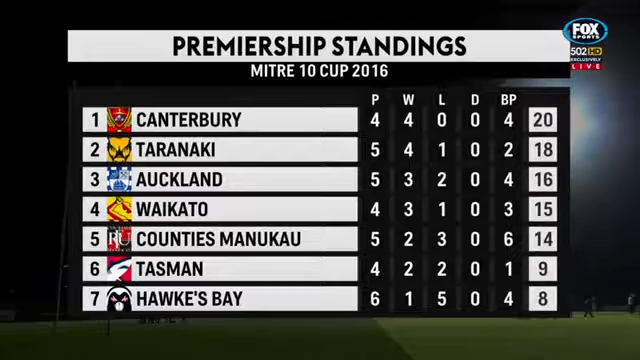 PREMIERSHIP STANDINGS
FOX
SPORTS
502 HD
EXCLUSIVELY
LIVE
MITRE 10 CUP 2016
P W L D BP
1 CANTERBURY 4 4 0 0 4 20
2 TARANAKI 5 4 1 0 2 18
3 AUCKLAND 5 3 2 0 4 16
4 WAIKATO 4 3 1 0 3 15
5 COUNTIES MANUKAU 5 2 3 0 6 14
6 TASMAN 4 2 2 0 1 9
7 HAWKE'S BAY 6 1 5 0 4 8